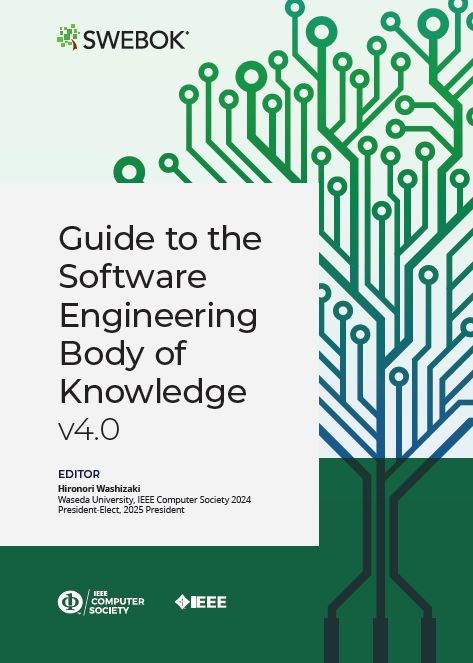 SWEBOK
Guide to the
Software
Engineering
Body of
Knowledge
v4.0
EDITOR
Hironori Washizaki
Waseda University, IEEE Computer Society 2024
President-Elect, 2025 President
IEEE
COMPUTER
SOCIETY
IEEE